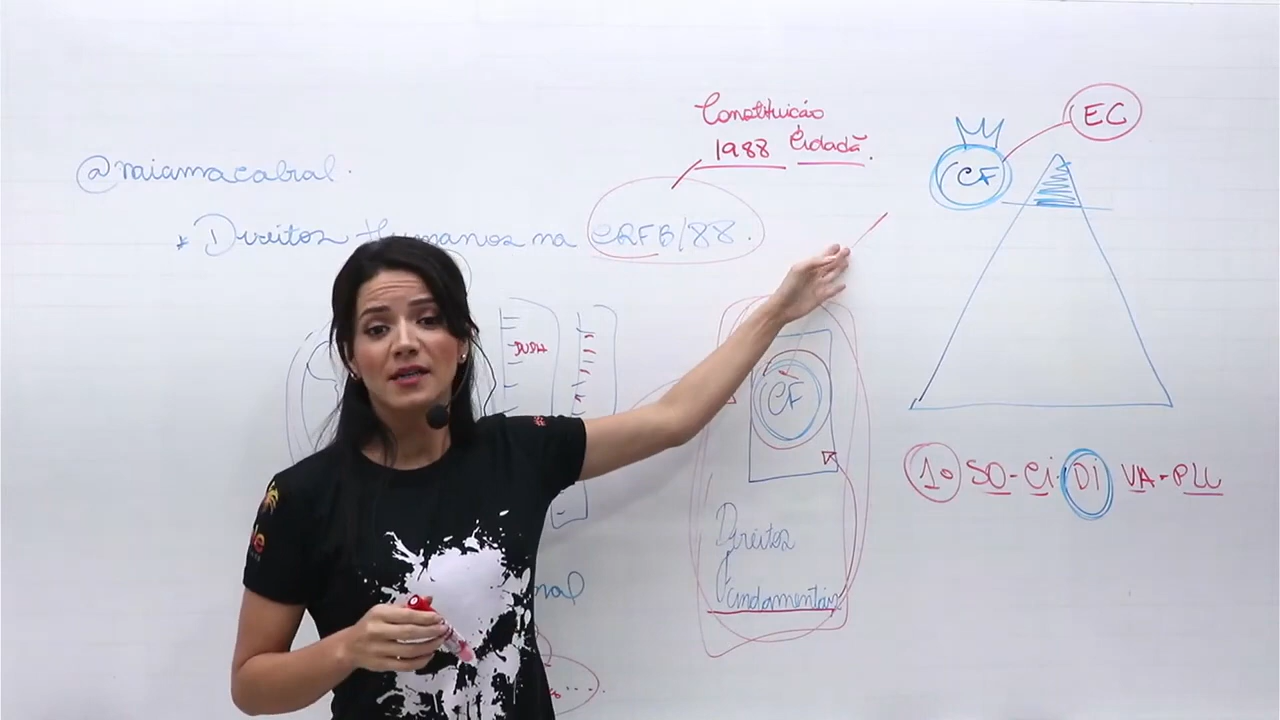 @naiamacabral.
* Direitos Humanos na CRFB/88.
Constituição
1988 Cidadã.
CF
EC
DUDH
CF
Direitos
Fundamentais
1º SO-CI-DI VA-PLU